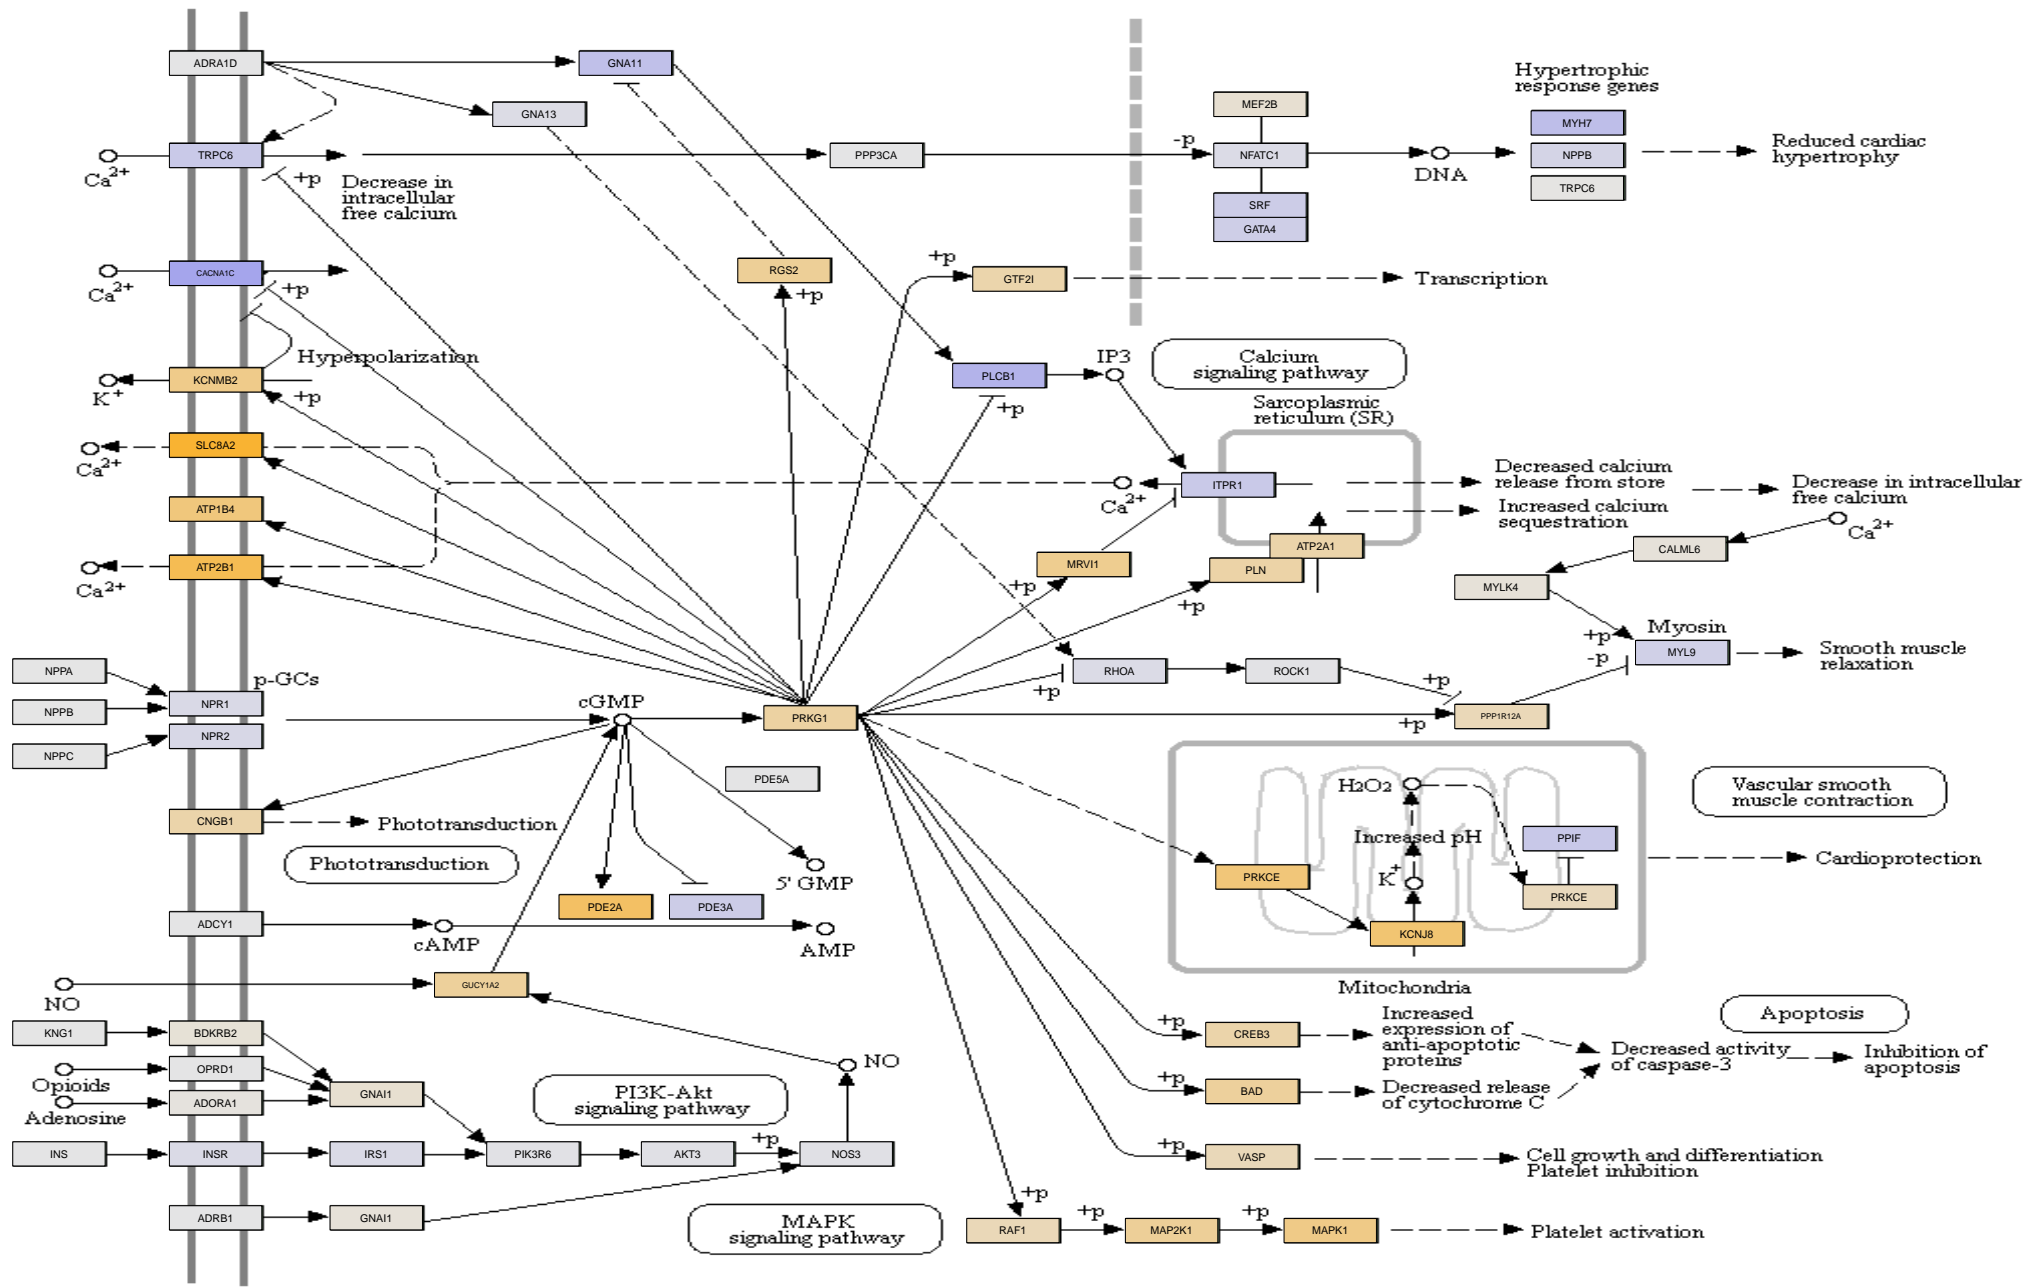 ADRA1D
GNA11
Hypertrophic
response genes
GNA13
MEF2B
MYH7
-p
Reduced cardiac
hypertrophy
TRPC6
PPP3CA
NFATC1
NPPB
Ca2+
+p
Decrease in
intracellular
free calcium
DNA
TRPC6
SRF
GATA4
CACNA1C
RGS2
+p
GTF2I
Transcription
Ca2+
+p
+p
Hyperpolarization
IP3
Calcium
signaling pathway
KCNMB2
PLCB1
K+
+p
+p
Sarcoplasmic
reticulum (SR)
SLC8A2
Ca2+
ITPR1
Decreased calcium
release from store
Decrease in intracellular
free calcium
Ca2+
ATP1B4
Increased calcium
sequestration
Ca2+
ATP2A1
CALML6
ATP2B1
MRVI1
PLN
Ca2+
+p
+p
MYLK4
Myosin
+p
-p
MYL9
Smooth muscle
relaxation
NPPA
p-GCs
RHOA
ROCK1
+p
+p
NPR1
cGMP
NPPB
PRKG1
PPP1R12A
+p
NPR2
NPPC
PDE5A
H2O2
Vascular smooth
muscle contraction
CNGB1
Phototransduction
Increased pH
PPIF
Phototransduction
5' GMP
PRKCE
K+
Cardioprotection
PDE2A
PDE3A
PRKCE
ADCY1
cAMP
AMP
KCNJ8
NO
GUCY1A2
Mitochondria
KNG1
BDKRB2
+p
CREB3
Increased
expression of
anti-apoptotic
proteins
Apoptosis
Opioids
OPRD1
NO
Decreased activity
of caspase-3
Inhibition of
apoptosis
Adenosine
ADORA1
GNAI1
PI3K-Akt
signaling pathway
+p
BAD
Decreased release
of cytochrome C
INS
INSR
IRS1
PIK3R6
AKT3
+p
NOS3
+p
VASP
Cell growth and differentiation
Platelet inhibition
ADRB1
GNAI1
MAPK
signaling pathway
+p
RAF1
+p
MAP2K1
+p
MAPK1
Platelet activation